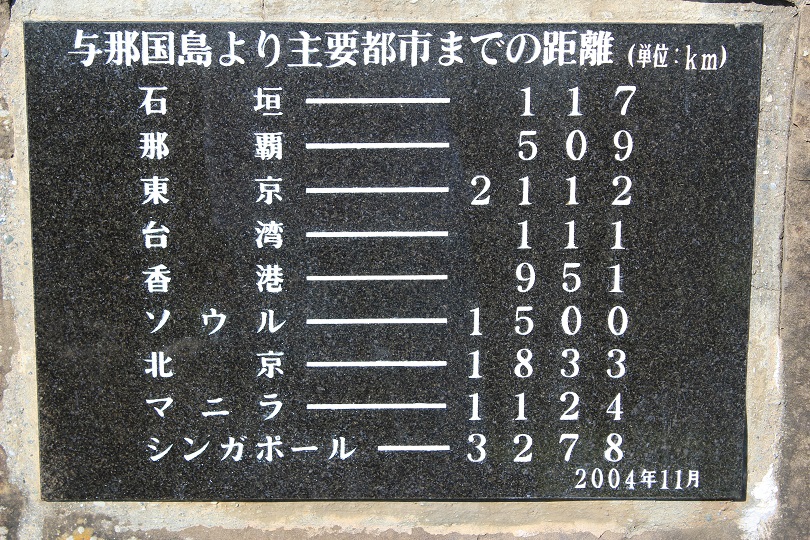 与那国島より主要都市までの距離 (単位:km)
石垣 117
那覇 509
東京 2112
台湾 111
香港 951
ソウル 1500
北京 1833
マニラ 1124
シンガポール 3278
2004年11月